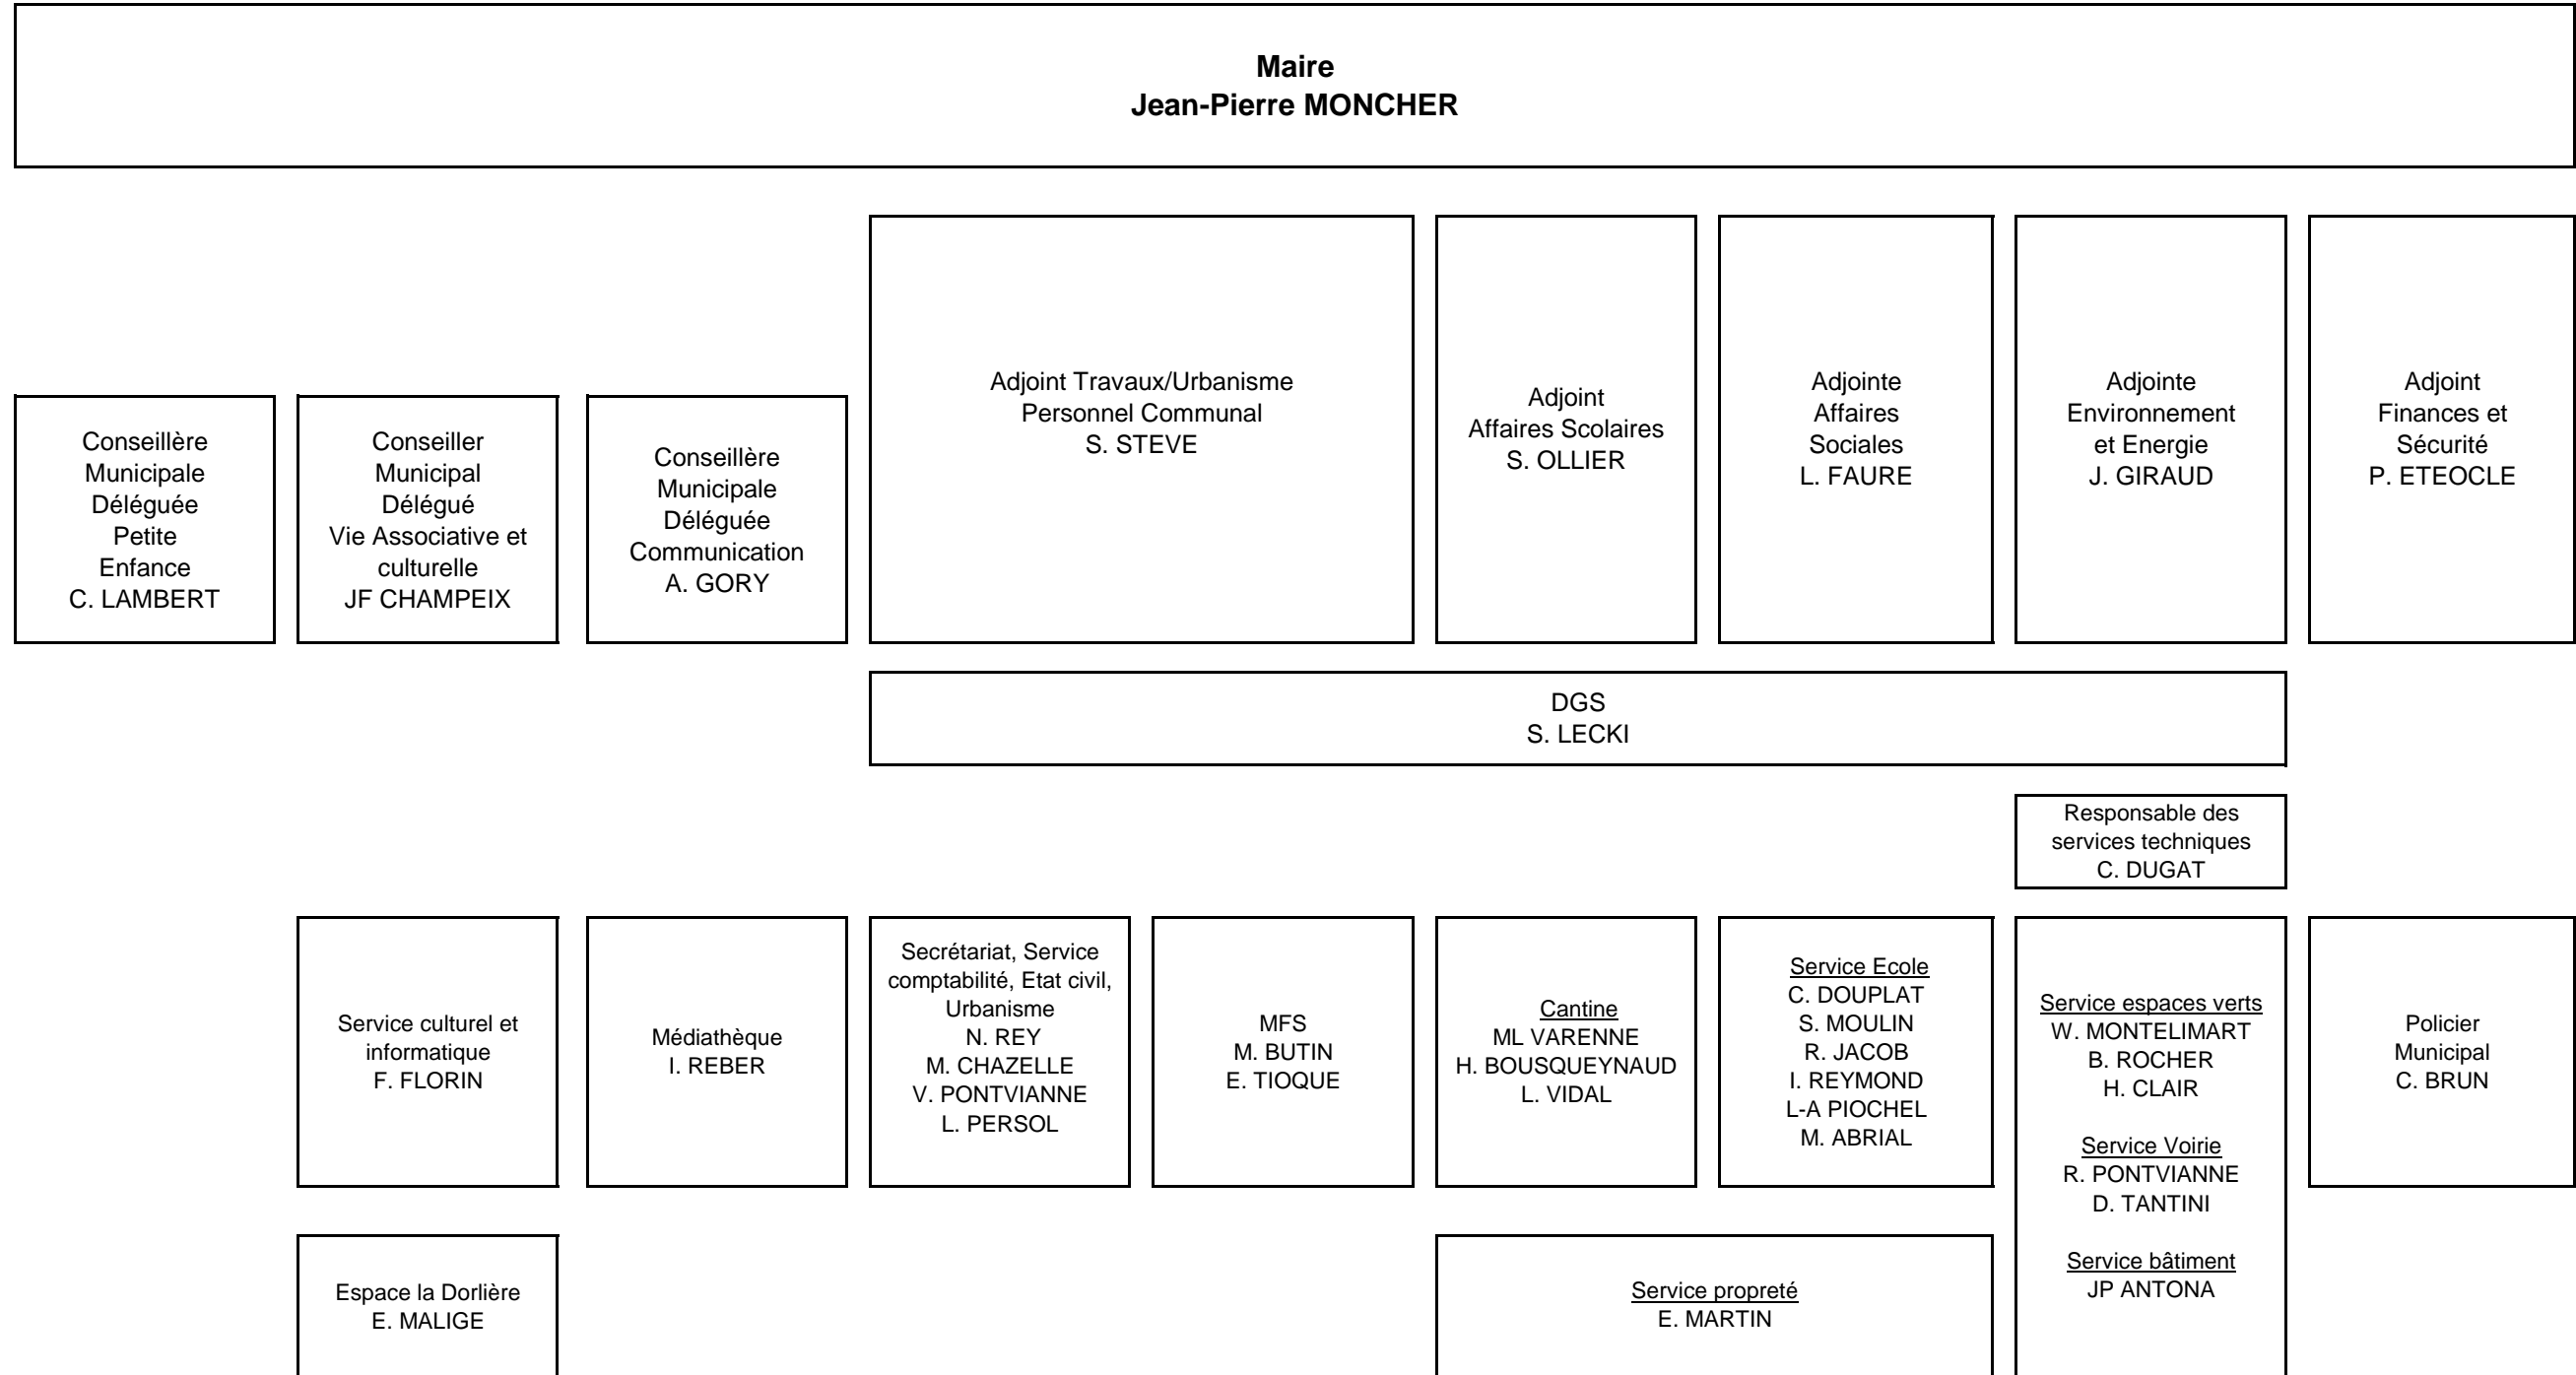 Maire
Jean-Pierre MONCHER
Conseillère
Municipale
Déléguée
Petite
Enfance
C. LAMBERT
Conseiller
Municipal
Délégué
Vie Associative et
culturelle
JF CHAMPEIX
Conseillère
Municipale
Déléguée
Communication
A. GORY
Adjoint Travaux/Urbanisme
Personnel Communal
S. STEVE
Adjoint
Affaires Scolaires
S. OLLIER
Adjointe
Affaires
Sociales
L. FAURE
Adjointe
Environnement
et Energie
J. GIRAUD
Adjoint
Finances et
Sécurité
P. ETEOCLE
DGS
S. LECKI
Responsable des
services techniques
C. DUGAT
Service culturel et
informatique
F. FLORIN
Médiathèque
I. REBER
Secrétariat, Service
comptabilité, Etat civil,
Urbanisme
N. REY
M. CHAZELLE
V. PONTVIANNE
L. PERSOL
MFS
M. BUTIN
E. TIOQUE
Cantine
ML VARENNE
H. BOUSQUEYNAUD
L. VIDAL
Service Ecole
C. DOUPLAT
S. MOULIN
R. JACOB
I. REYMOND
L-A PIOCHEL
M. ABRIAL
Service espaces verts
W. MONTELIMART
B. ROCHER
H. CLAIR
Service Voirie
R. PONTVIANNE
D. TANTINI
Service bâtiment
JP ANTONA
Policier
Municipal
C. BRUN
Espace la Dorlière
E. MALIGE
Service propreté
E. MARTIN